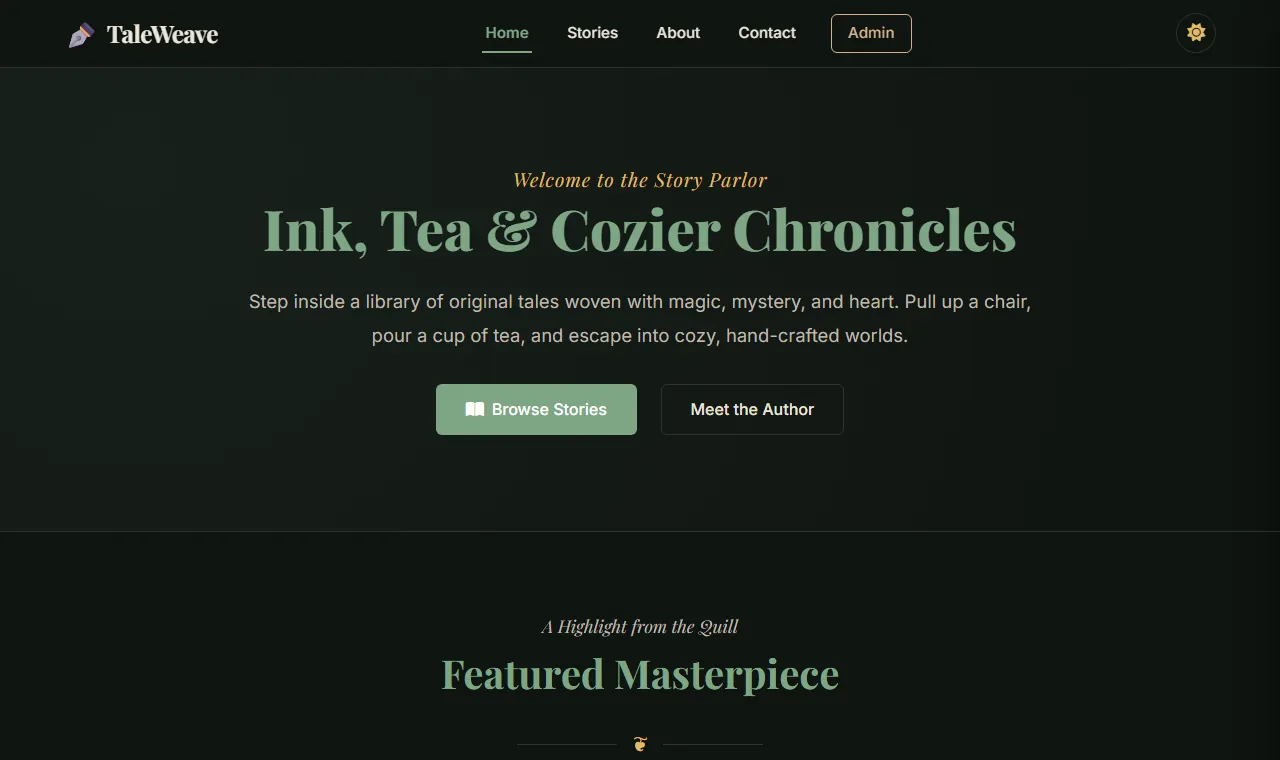 TaleWeave
Home
Stories
About
Contact
Admin
Welcome to the Story Parlor
Ink, Tea & Cozier Chronicles
Step inside a library of original tales woven with magic, mystery, and heart. Pull up a chair,
pour a cup of tea, and escape into cozy, hand-crafted worlds.
Browse Stories
Meet the Author
A Highlight from the Quill
Featured Masterpiece